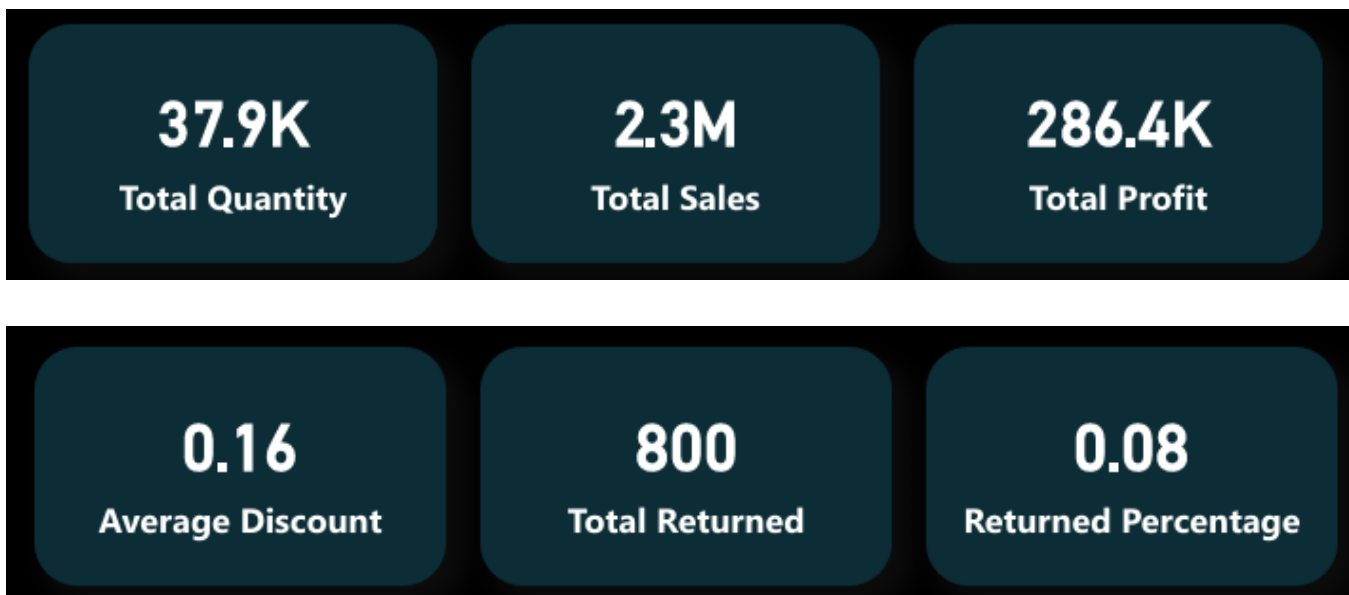 37.9K
Total Quantity
2.3M
Total Sales
286.4K
Total Profit
0.16
Average Discount
800
Total Returned
0.08
Returned Percentage